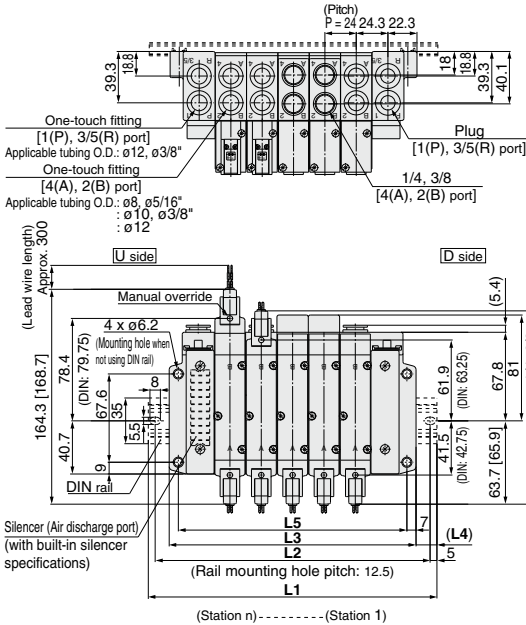 (Pitch)
P = 24 24.3 22.3
39.3
18.8
18
18.8
39.3
40.1
3/5 R
4 A 4 A
R 3/5
P
2 B
One-touch fitting
[1(P), 3/5(R) port]
Applicable tubing O.D.: ø12, ø3/8"
One-touch fitting
[4(A), 2(B) port]
Applicable tubing O.D.: ø8, ø5/16"
: ø10, ø3/8"
: ø12
Plug
[1(P), 3/5(R) port]
1/4, 3/8
[4(A), 2(B) port]
U side
D side
(Lead wire length)
Approx. 300
Manual override
4 x ø6.2
(Mounting hole when
not using DIN rail)
164.3 [168.7]
78.4
(DIN: 79.75)
67.6
35
8
5.5
40.7
9
B B B B B
A A A A A
(5.4)
61.9
(DIN: 63.25)
67.8
81
41.5
(DIN: 42.75)
63.7 [65.9]
DIN rail
Silencer (Air discharge port)
(with built-in silencer
specifications)
L5
7
L3
(L4)
L2
5
(Rail mounting hole pitch: 12.5)
L1
(Station n)----------(Station 1)